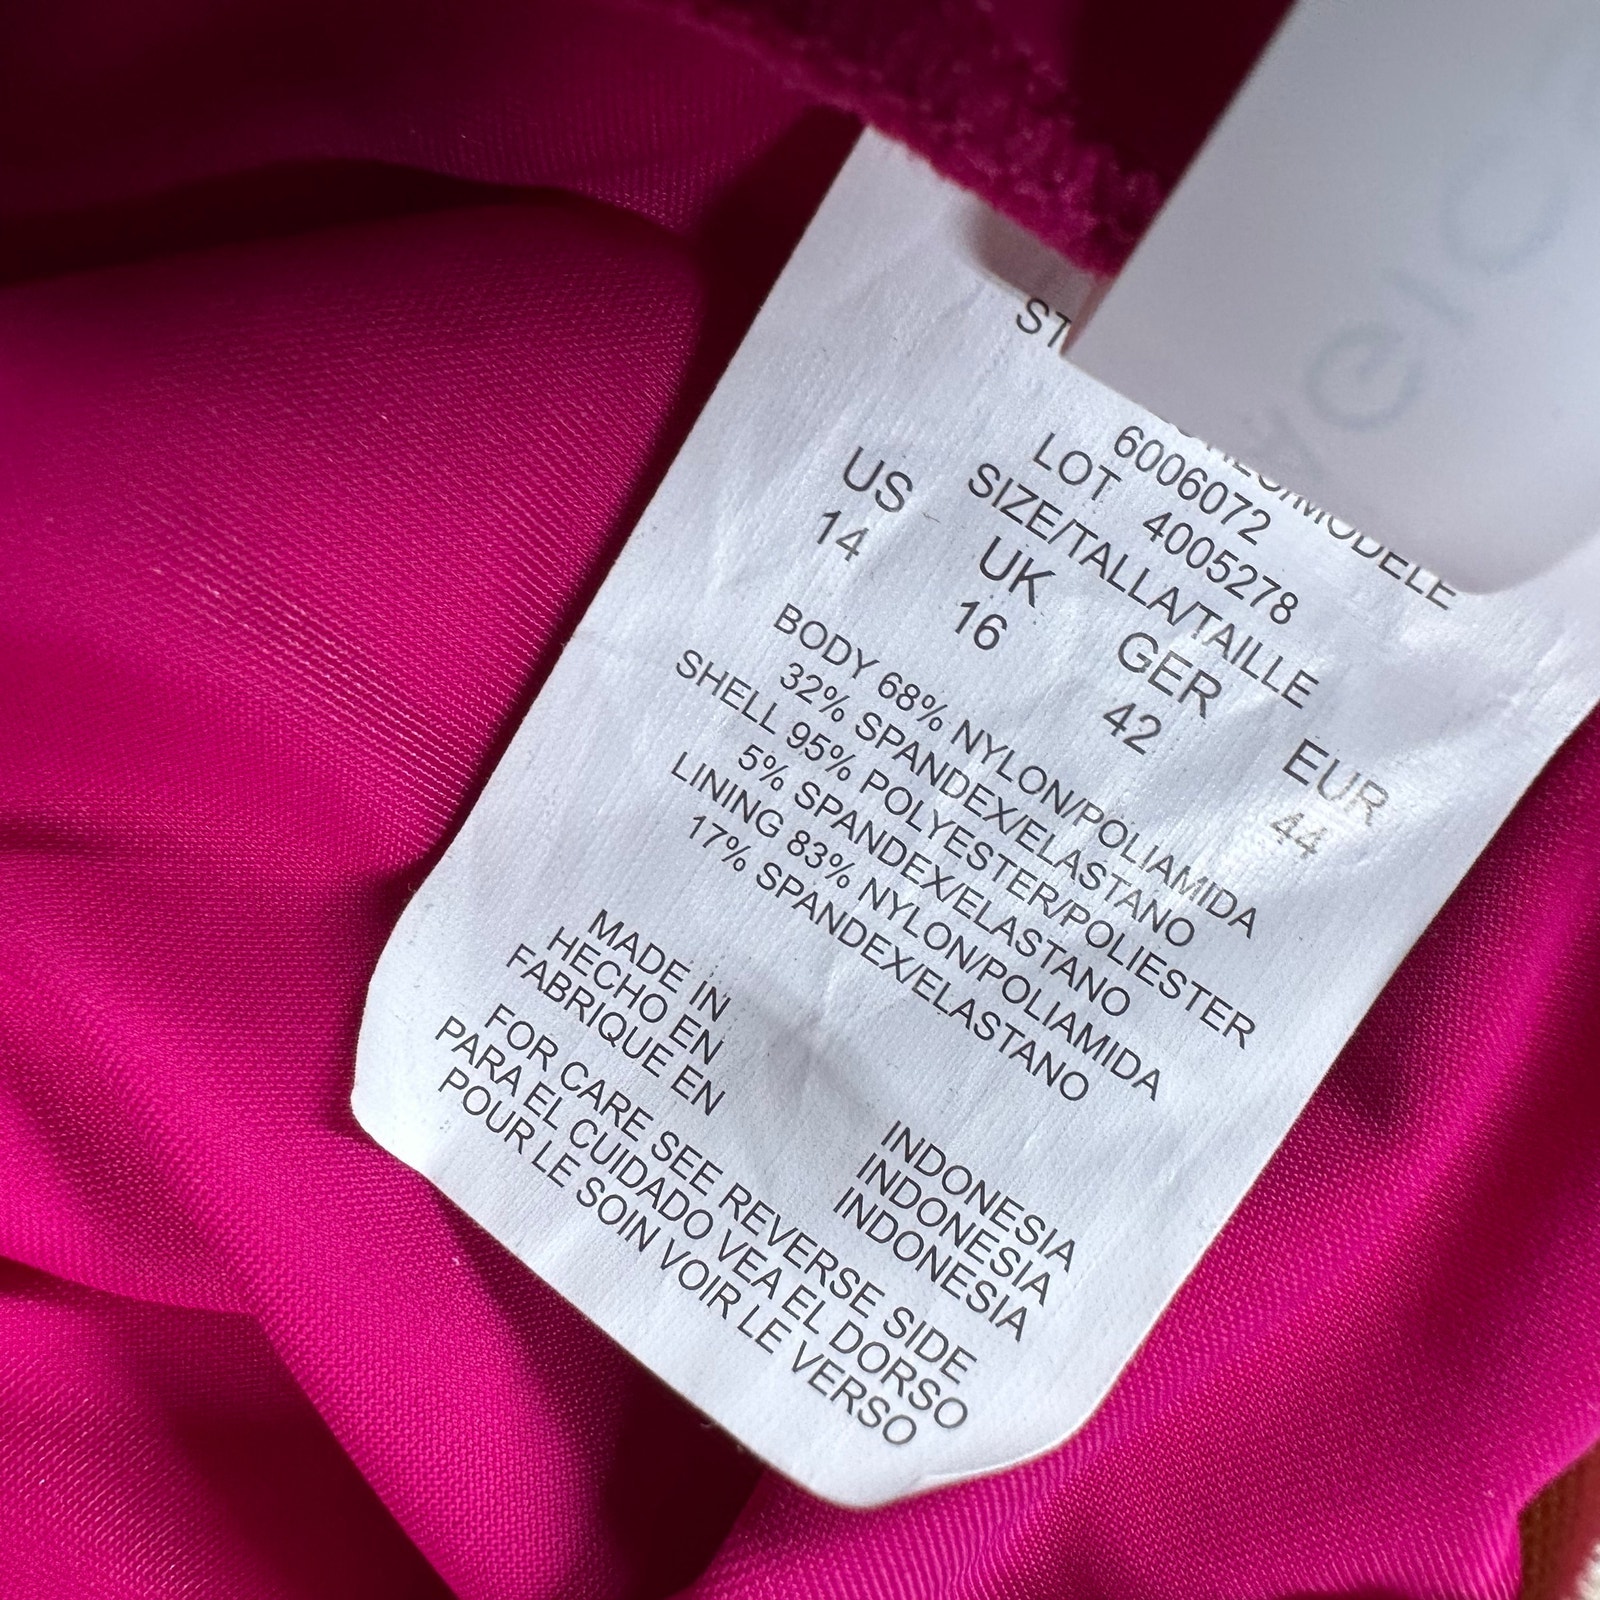 6006072
LOT 4005278
SIZE/TALLA/TAILLE
US UK GER EUR
14 16 42 44
BODY 68% NYLON/POLIAMIDA
32% SPANDEX/ELASTANO
SHELL 95% POLYESTER/POLIESTER
5% SPANDEX/ELASTANO
LINING 83% NYLON/POLIAMIDA
17% SPANDEX/ELASTANO
MADE IN INDONESIA
HECHO EN INDONESIA
FABRIQUE EN INDONESIA
FOR CARE SEE REVERSE SIDE
PARA EL CUIDADO VEA EL DORSO
POUR LE SOIN VOIR LE VERSO